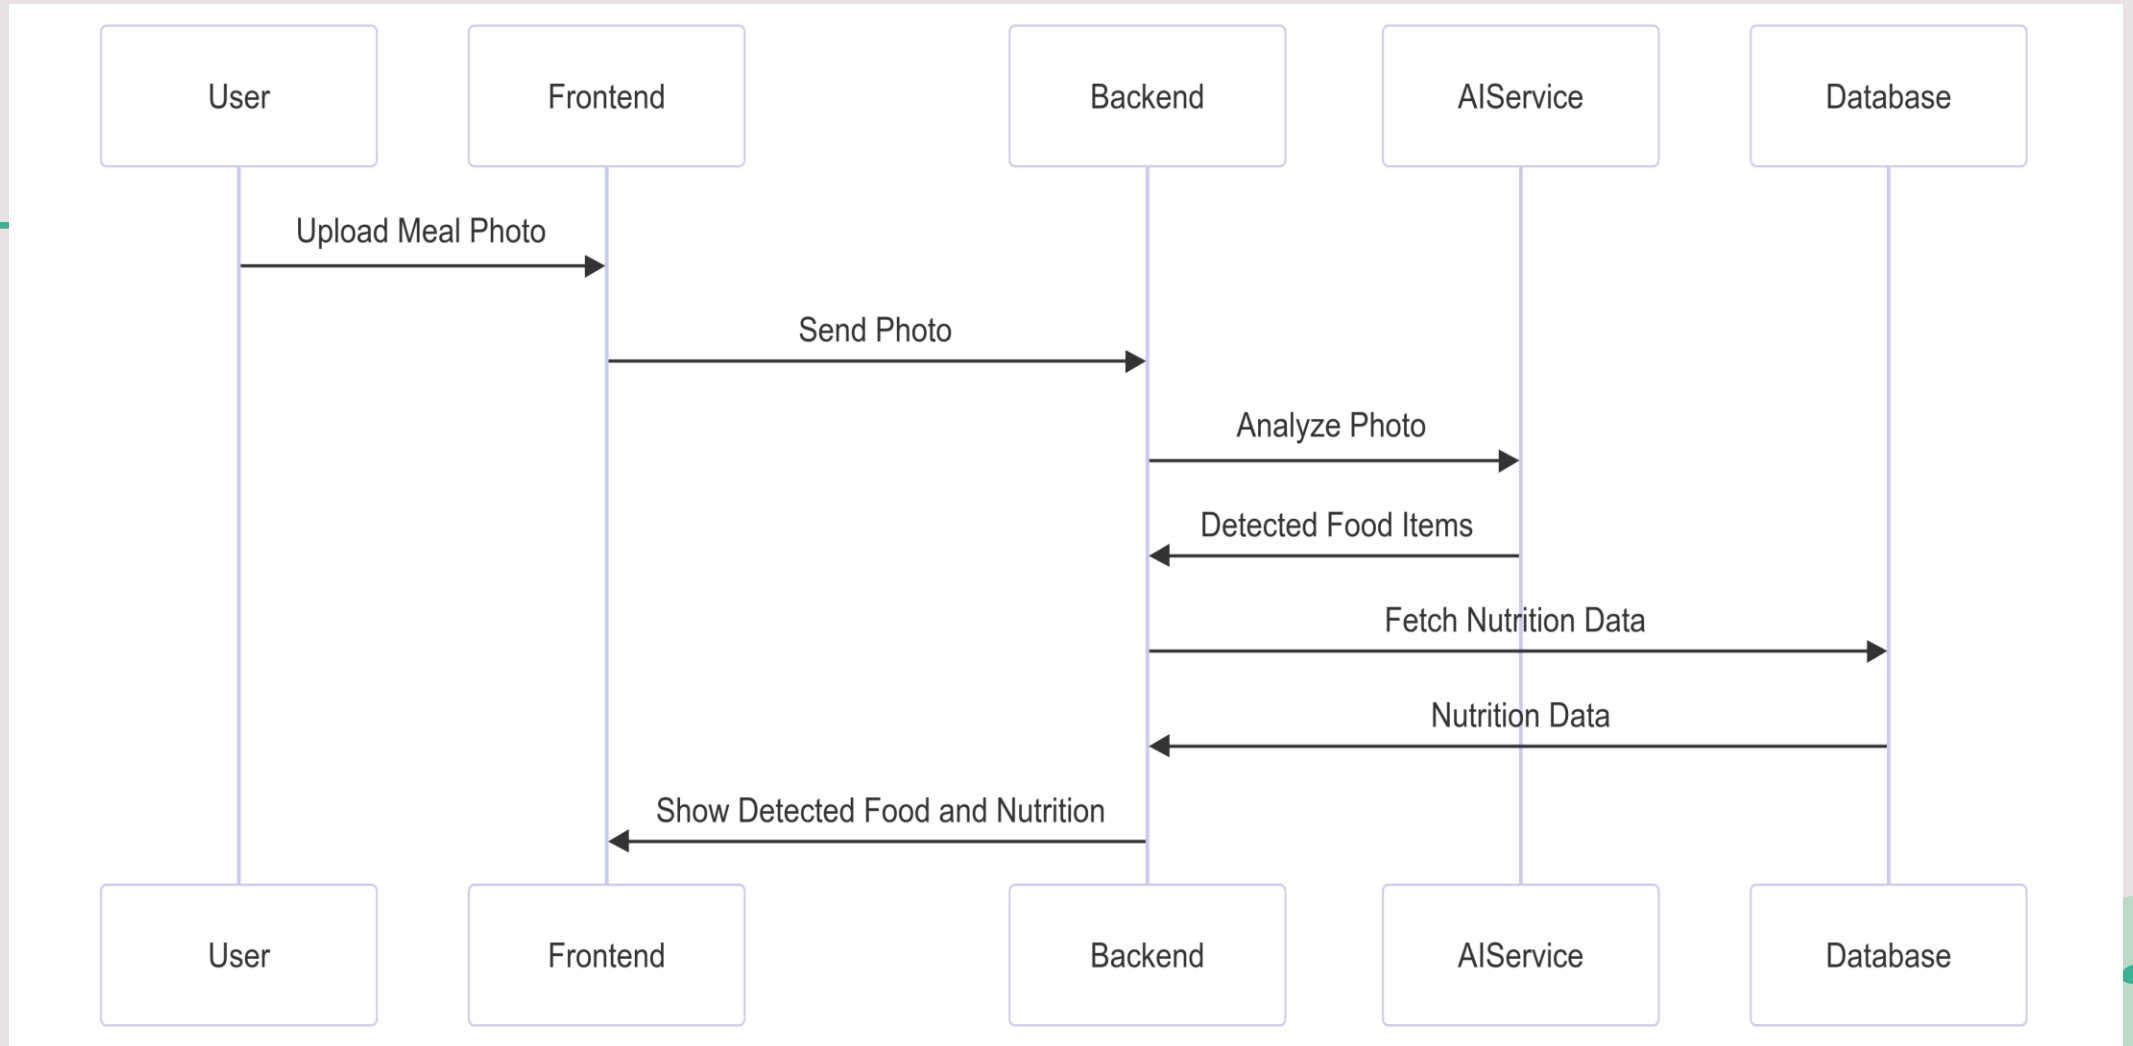 User
Frontend
Backend
AIService
Database
Upload Meal Photo
Send Photo
Analyze Photo
Detected Food Items
Fetch Nutrition Data
Nutrition Data
Show Detected Food and Nutrition
User
Frontend
Backend
AIService
Database